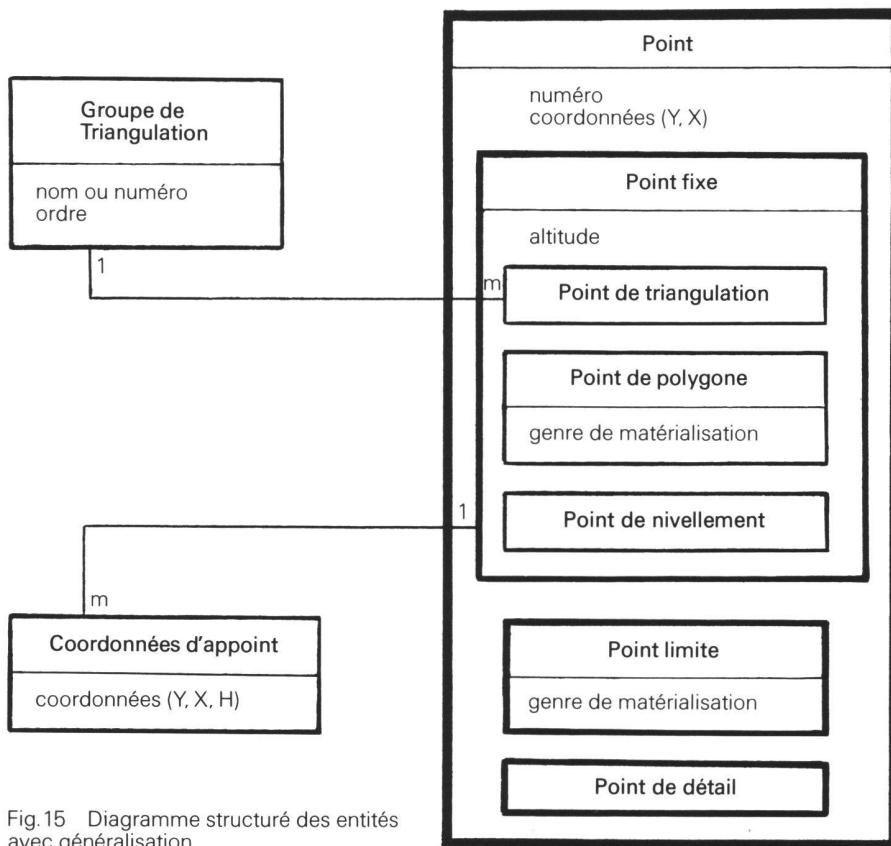 Point
numéro
coordonnées (Y, X)
Groupe de
Triangulation
nom ou numéro
ordre
1
Point fixe
altitude
m
Point de triangulation
Point de polygone
genre de matérialisation
1
Point de nivellement
m
Coordonnées d'appoint
coordonnées (Y, X, H)
Point limite
genre de matérialisation
Point de détail
Fig.15 Diagramme structuré des entités
avec généralisation